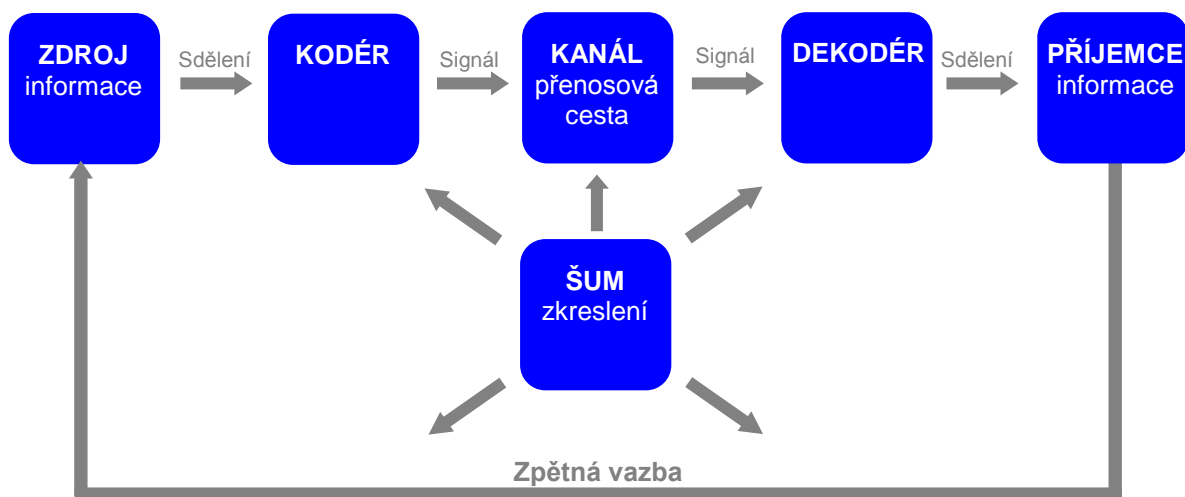 ZDROJ
informace
Sdělení
KODÉR
Signál
KANÁL
přenosová
cesta
Signál
DEKODÉR
Sdělení
PŘÍJEMCE
informace
ŠUM
zkreslení
Zpětná vazba